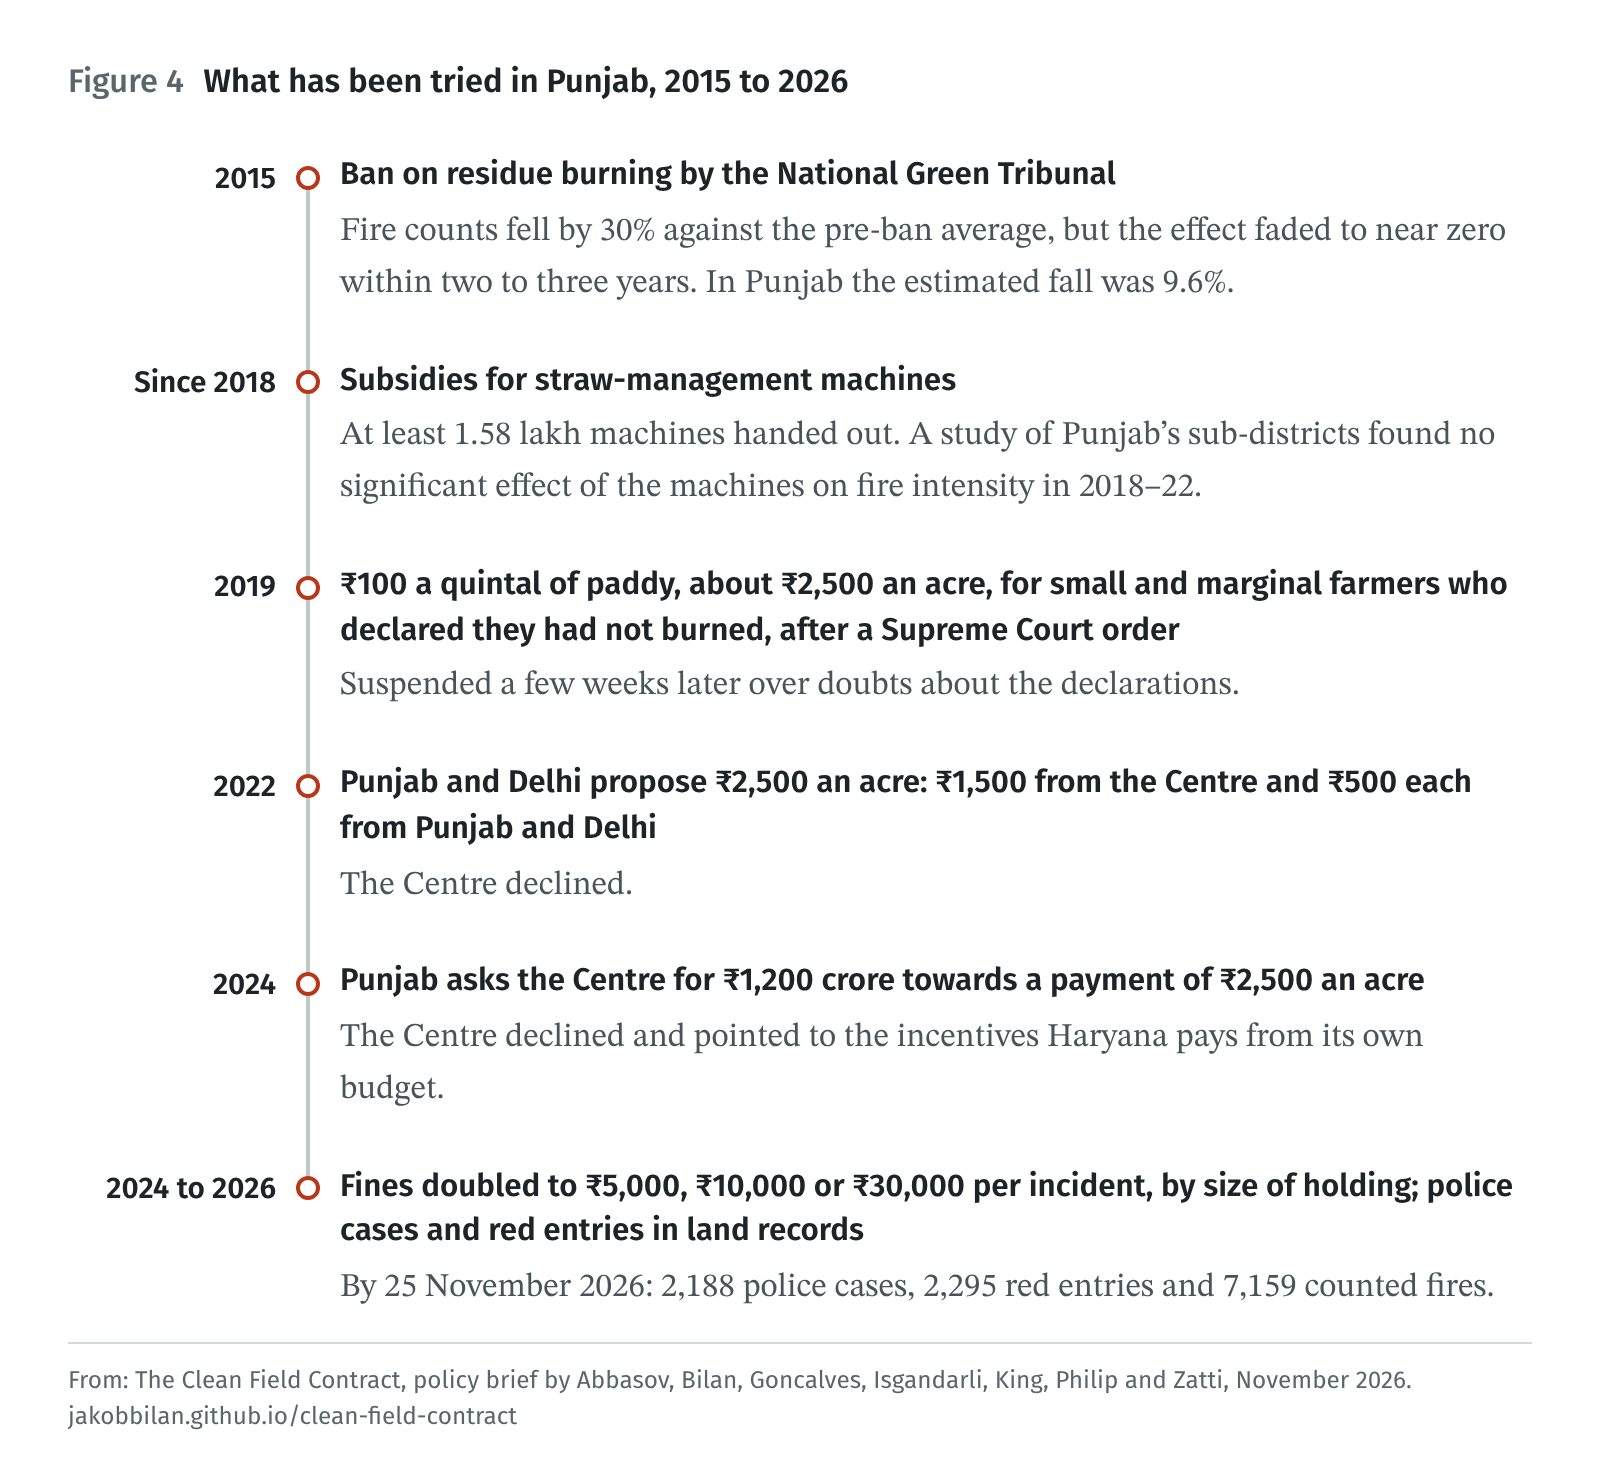 Figure 4 What has been tried in Punjab, 2015 to 2026
2015
Ban on residue burning by the National Green Tribunal
Fire counts fell by 30% against the pre-ban average, but the effect faded to near zero
within two to three years. In Punjab the estimated fall was 9.6%.
Since 2018
Subsidies for straw-management machines
At least 1.58 lakh machines handed out. A study of Punjab’s sub-districts found no
significant effect of the machines on fire intensity in 2018–22.
2019
₹100 a quintal of paddy, about ₹2,500 an acre, for small and marginal farmers who
declared they had not burned, after a Supreme Court order
Suspended a few weeks later over doubts about the declarations.
2022
Punjab and Delhi propose ₹2,500 an acre: ₹1,500 from the Centre and ₹500 each
from Punjab and Delhi
The Centre declined.
2024
Punjab asks the Centre for ₹1,200 crore towards a payment of ₹2,500 an acre
The Centre declined and pointed to the incentives Haryana pays from its own
budget.
2024 to 2026
Fines doubled to ₹5,000, ₹10,000 or ₹30,000 per incident, by size of holding; police
cases and red entries in land records
By 25 November 2026: 2,188 police cases, 2,295 red entries and 7,159 counted fires.
From: The Clean Field Contract, policy brief by Abbasov, Bilan, Goncalves, Isgandarli, King, Philip and Zatti, November 2026.
jakobbilan.github.io/clean-field-contract